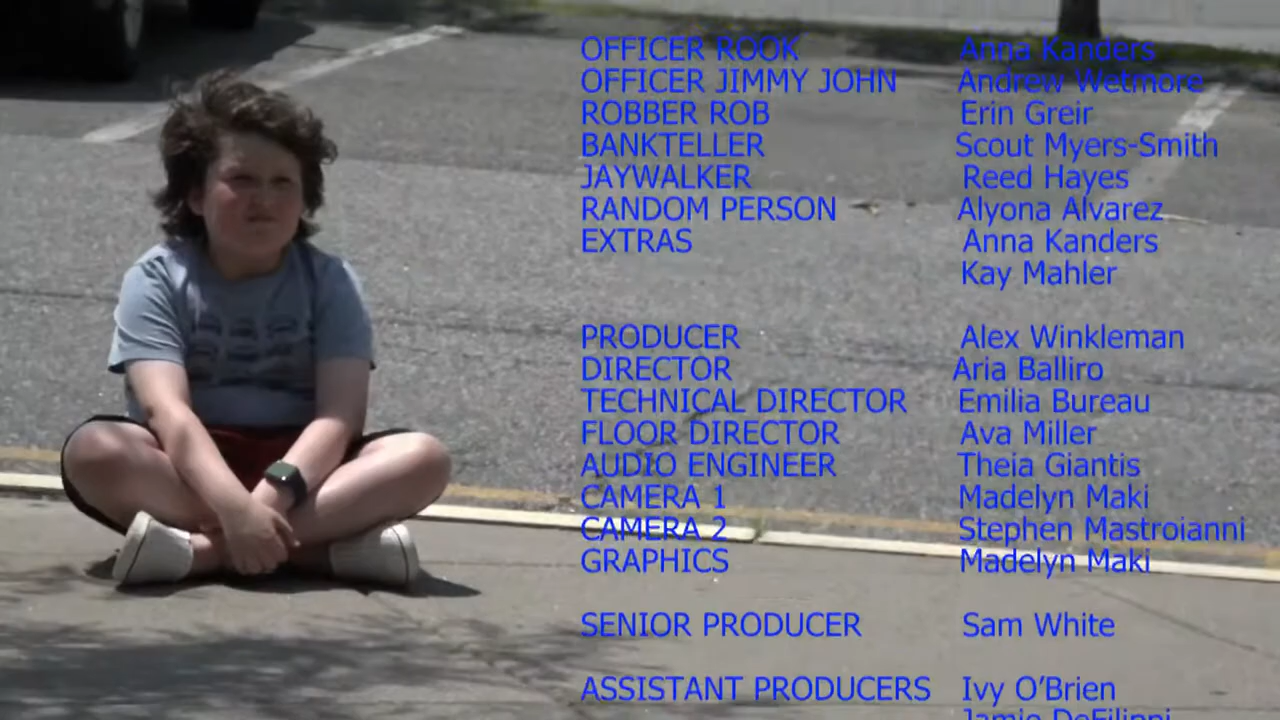 OFFICER ROOK Anna Kanders
OFFICER JIMMY JOHN Andrew Wetmore
ROBBER ROB Erin Greir
BANKTELLER Scout Myers-Smith
JAYWALKER Reed Hayes
RANDOM PERSON Alyona Alvarez
EXTRAS Anna Kanders
Kay Mahler
PRODUCER Alex Winkleman
DIRECTOR Aria Balliro
TECHNICAL DIRECTOR Emilia Bureau
FLOOR DIRECTOR Ava Miller
AUDIO ENGINEER Theia Giantis
CAMERA 1 Madelyn Maki
CAMERA 2 Stephen Mastroianni
GRAPHICS Madelyn Maki
SENIOR PRODUCER Sam White
ASSISTANT PRODUCERS Ivy O'Brien
Jamie DeFilippi